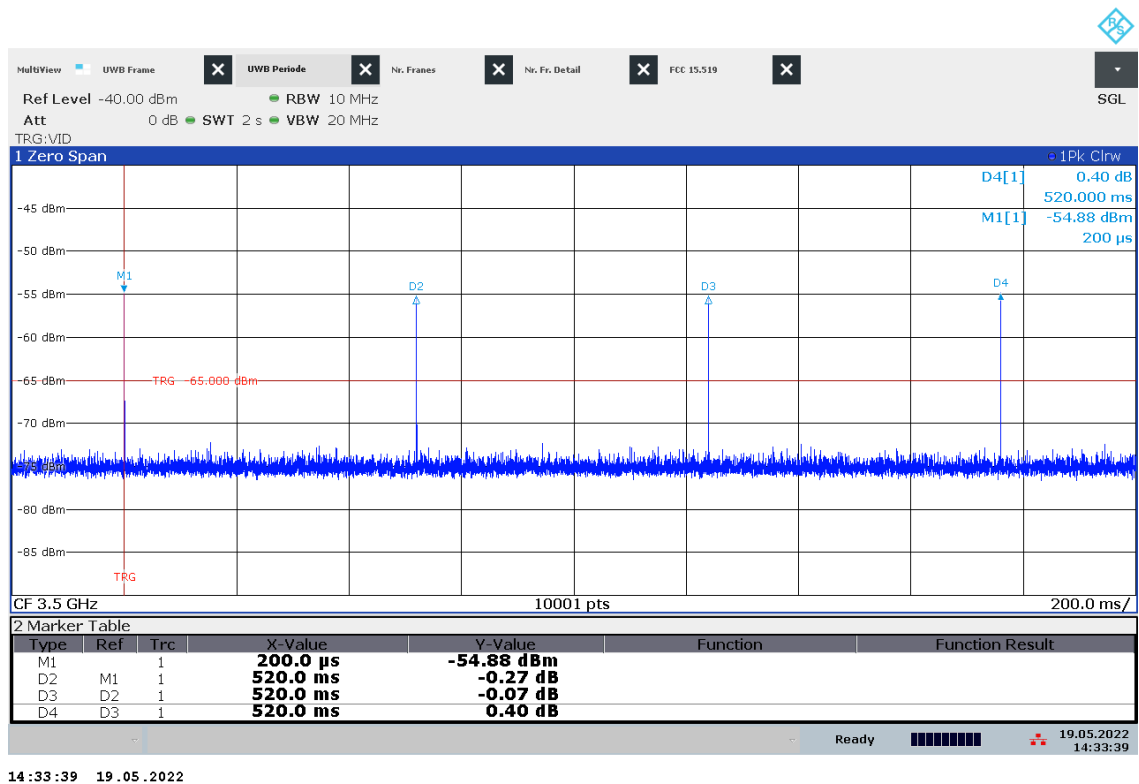 R/S
MultiView UWB Frame UWB Periode Nr. Franes Nr. Fr. Detail FCC 15.519
Ref Level -40.00 dBm RBW 10 MHz SGL
Att 0 dB SWT 2 s VBW 20 MHz
TRG:VID
1 Zero Span 1Pk Clrw
D4[1] 0.40 dB
520.000 ms
-45 dBm
M1[1] -54.88 dBm
200 µs
-50 dBm
M1
D2 D3 D4
-55 dBm
-60 dBm
-65 dBm TRG -65.000 dBm
-70 dBm
-75 dBm
-80 dBm
-85 dBm
TRG
CF 3.5 GHz 10001 pts 200.0 ms/
2 Marker Table
Type Ref Trc X-Value Y-Value Function Function Result
M1 1 200.0 µs -54.88 dBm
D2 M1 1 520.0 ms -0.27 dB
D3 D2 1 520.0 ms -0.07 dB
D4 D3 1 520.0 ms 0.40 dB
Ready 19.05.2022
14:33:39
14:33:39 19.05.2022